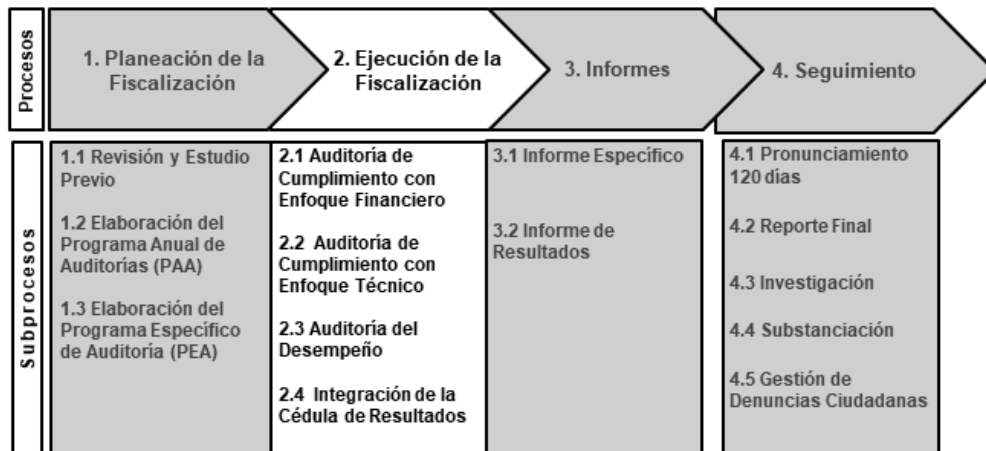 Procesos
1. Planeación de la
Fiscalización
2. Ejecución de la
Fiscalización
3. Informes
4. Seguimiento
Subprocesos
1.1 Revisión y Estudio
Previo
1.2 Elaboración del
Programa Anual de
Auditorías (PAA)
1.3 Elaboración del
Programa Específico
de Auditoría (PEA)
2.1 Auditoría de
Cumplimiento con
Enfoque Financiero
2.2 Auditoría de
Cumplimiento con
Enfoque Técnico
2.3 Auditoría del
Desempeño
2.4 Integración de la
Cédula de Resultados
3.1 Informe Específico
3.2 Informe de
Resultados
4.1 Pronunciamiento
120 días
4.2 Reporte Final
4.3 Investigación
4.4 Substanciación
4.5 Gestión de
Denuncias Ciudadanas